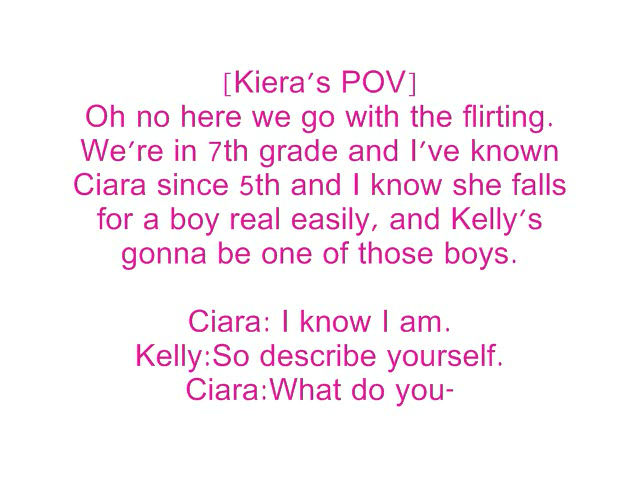 [Kiera's POV]
Oh no here we go with the flirting.
We're in 7th grade and I've known
Ciara since 5th and I know she falls
for a boy real easily, and Kelly's
gonna be one of those boys.

Ciara: I know I am.
Kelly:So describe yourself.
Ciara:What do you-